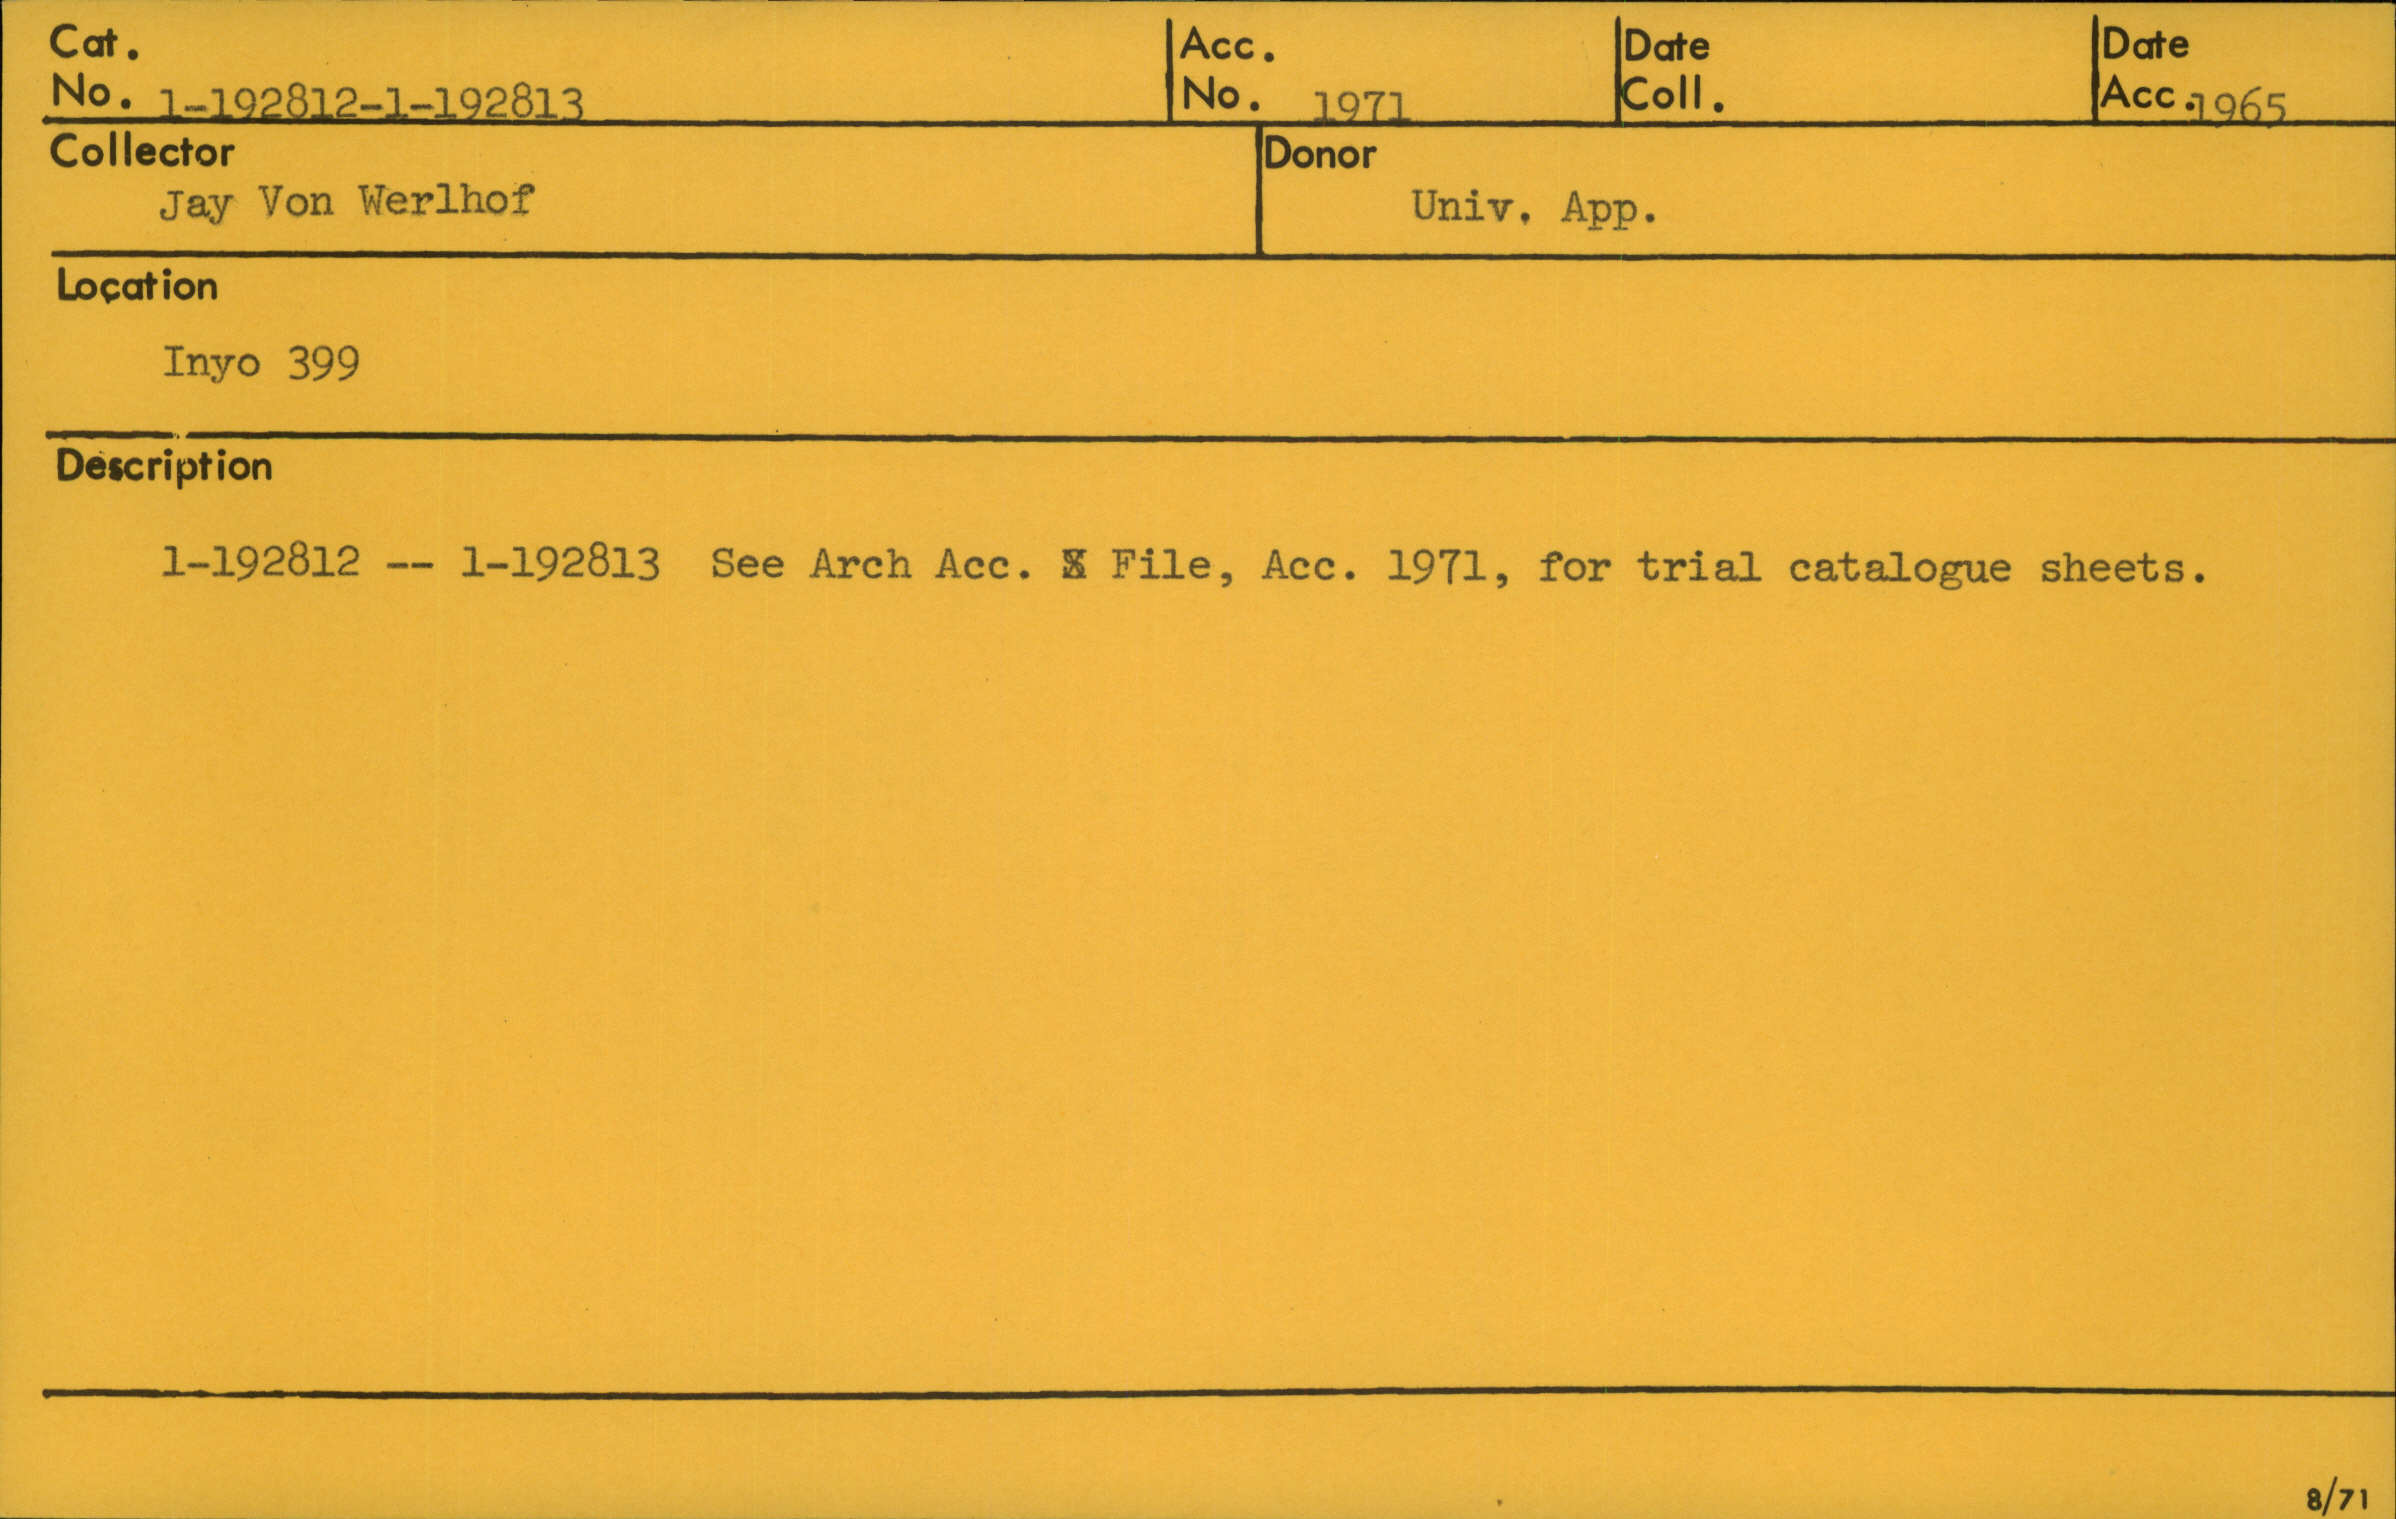 Cat.
No. 1-192812-1-192813
Acc.
No. 1971
Date
Coll.
Date
Acc. 1965
Collector
Jay Von Werlhof
Donor
Univ. App.
Location
Inyo 399
Description
1-192812 -- 1-192813 See Arch Acc. File, Acc. 1971, for trial catalogue sheets.
8/71